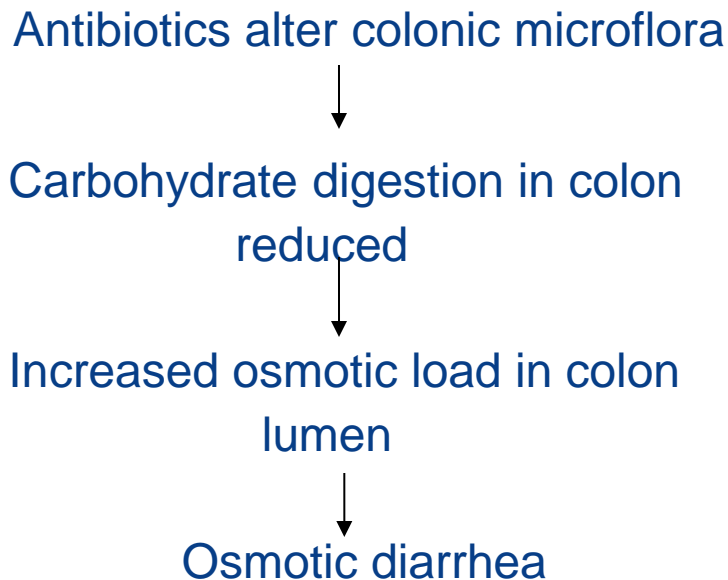 Antibiotics alter colonic microflora
Carbohydrate digestion in colon
reduced
Increased osmotic load in colon
lumen
Osmotic diarrhea